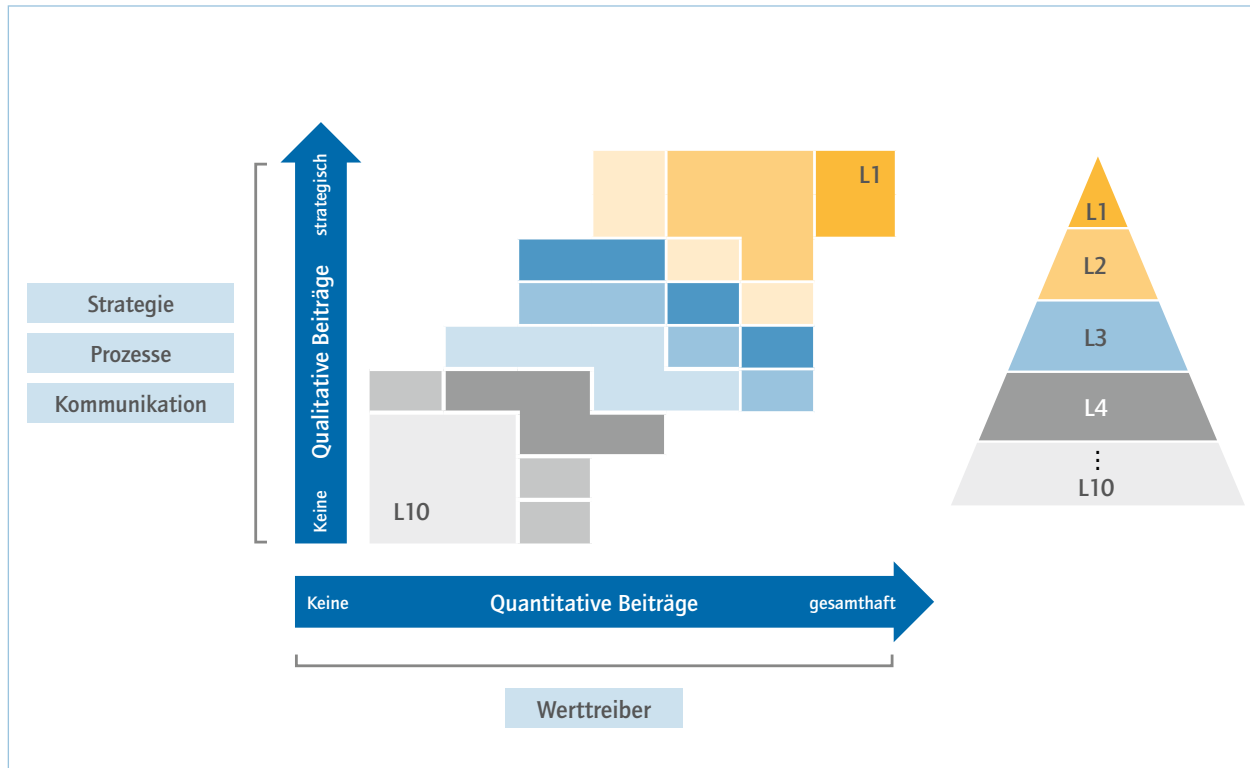 Strategie
Prozesse
Kommunikation
strategisch
Qualitative Beiträge
Keine
L1
L10
Keine
Quantitative Beiträge
gesamthaft
Werttreiber
L1
L2
L3
L4
⋮
L10